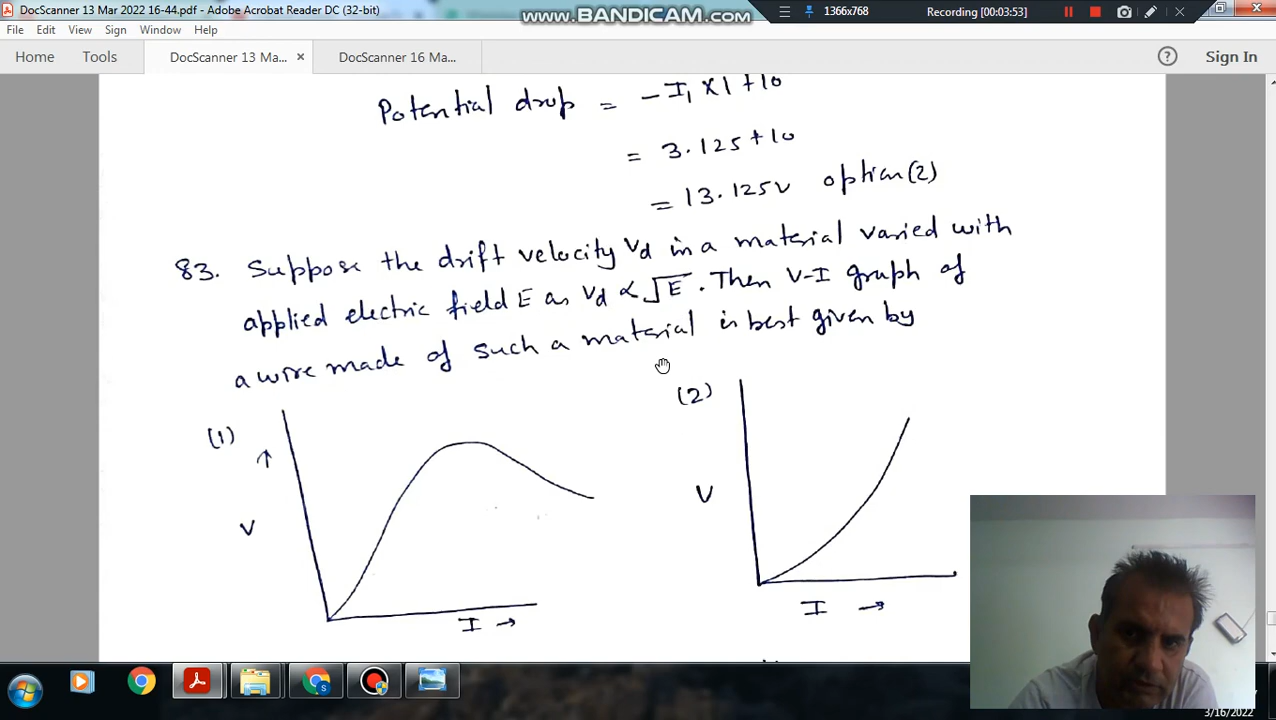 DocScanner 13 Mar 2022 16-44.pdf - Adobe Acrobat Reader DC (32-bit)
www.BANDICAM.com
1366x768
Recording [00:03:53]
File Edit View Sign Window Help
Home Tools DocScanner 13 Ma... × DocScanner 16 Ma... ? Sign In
Potential drop = - I₁ X 1 + 10
= 3.125 + 10
= 13.125V option (2)
83. Suppose the drift velocity Vd in a material varied with
applied electric field E as Vd ∝ √E. Then V-I graph of
a wire made of such a material is best given by
(1) ↑ V I →
(2) V I →
3/16/2022